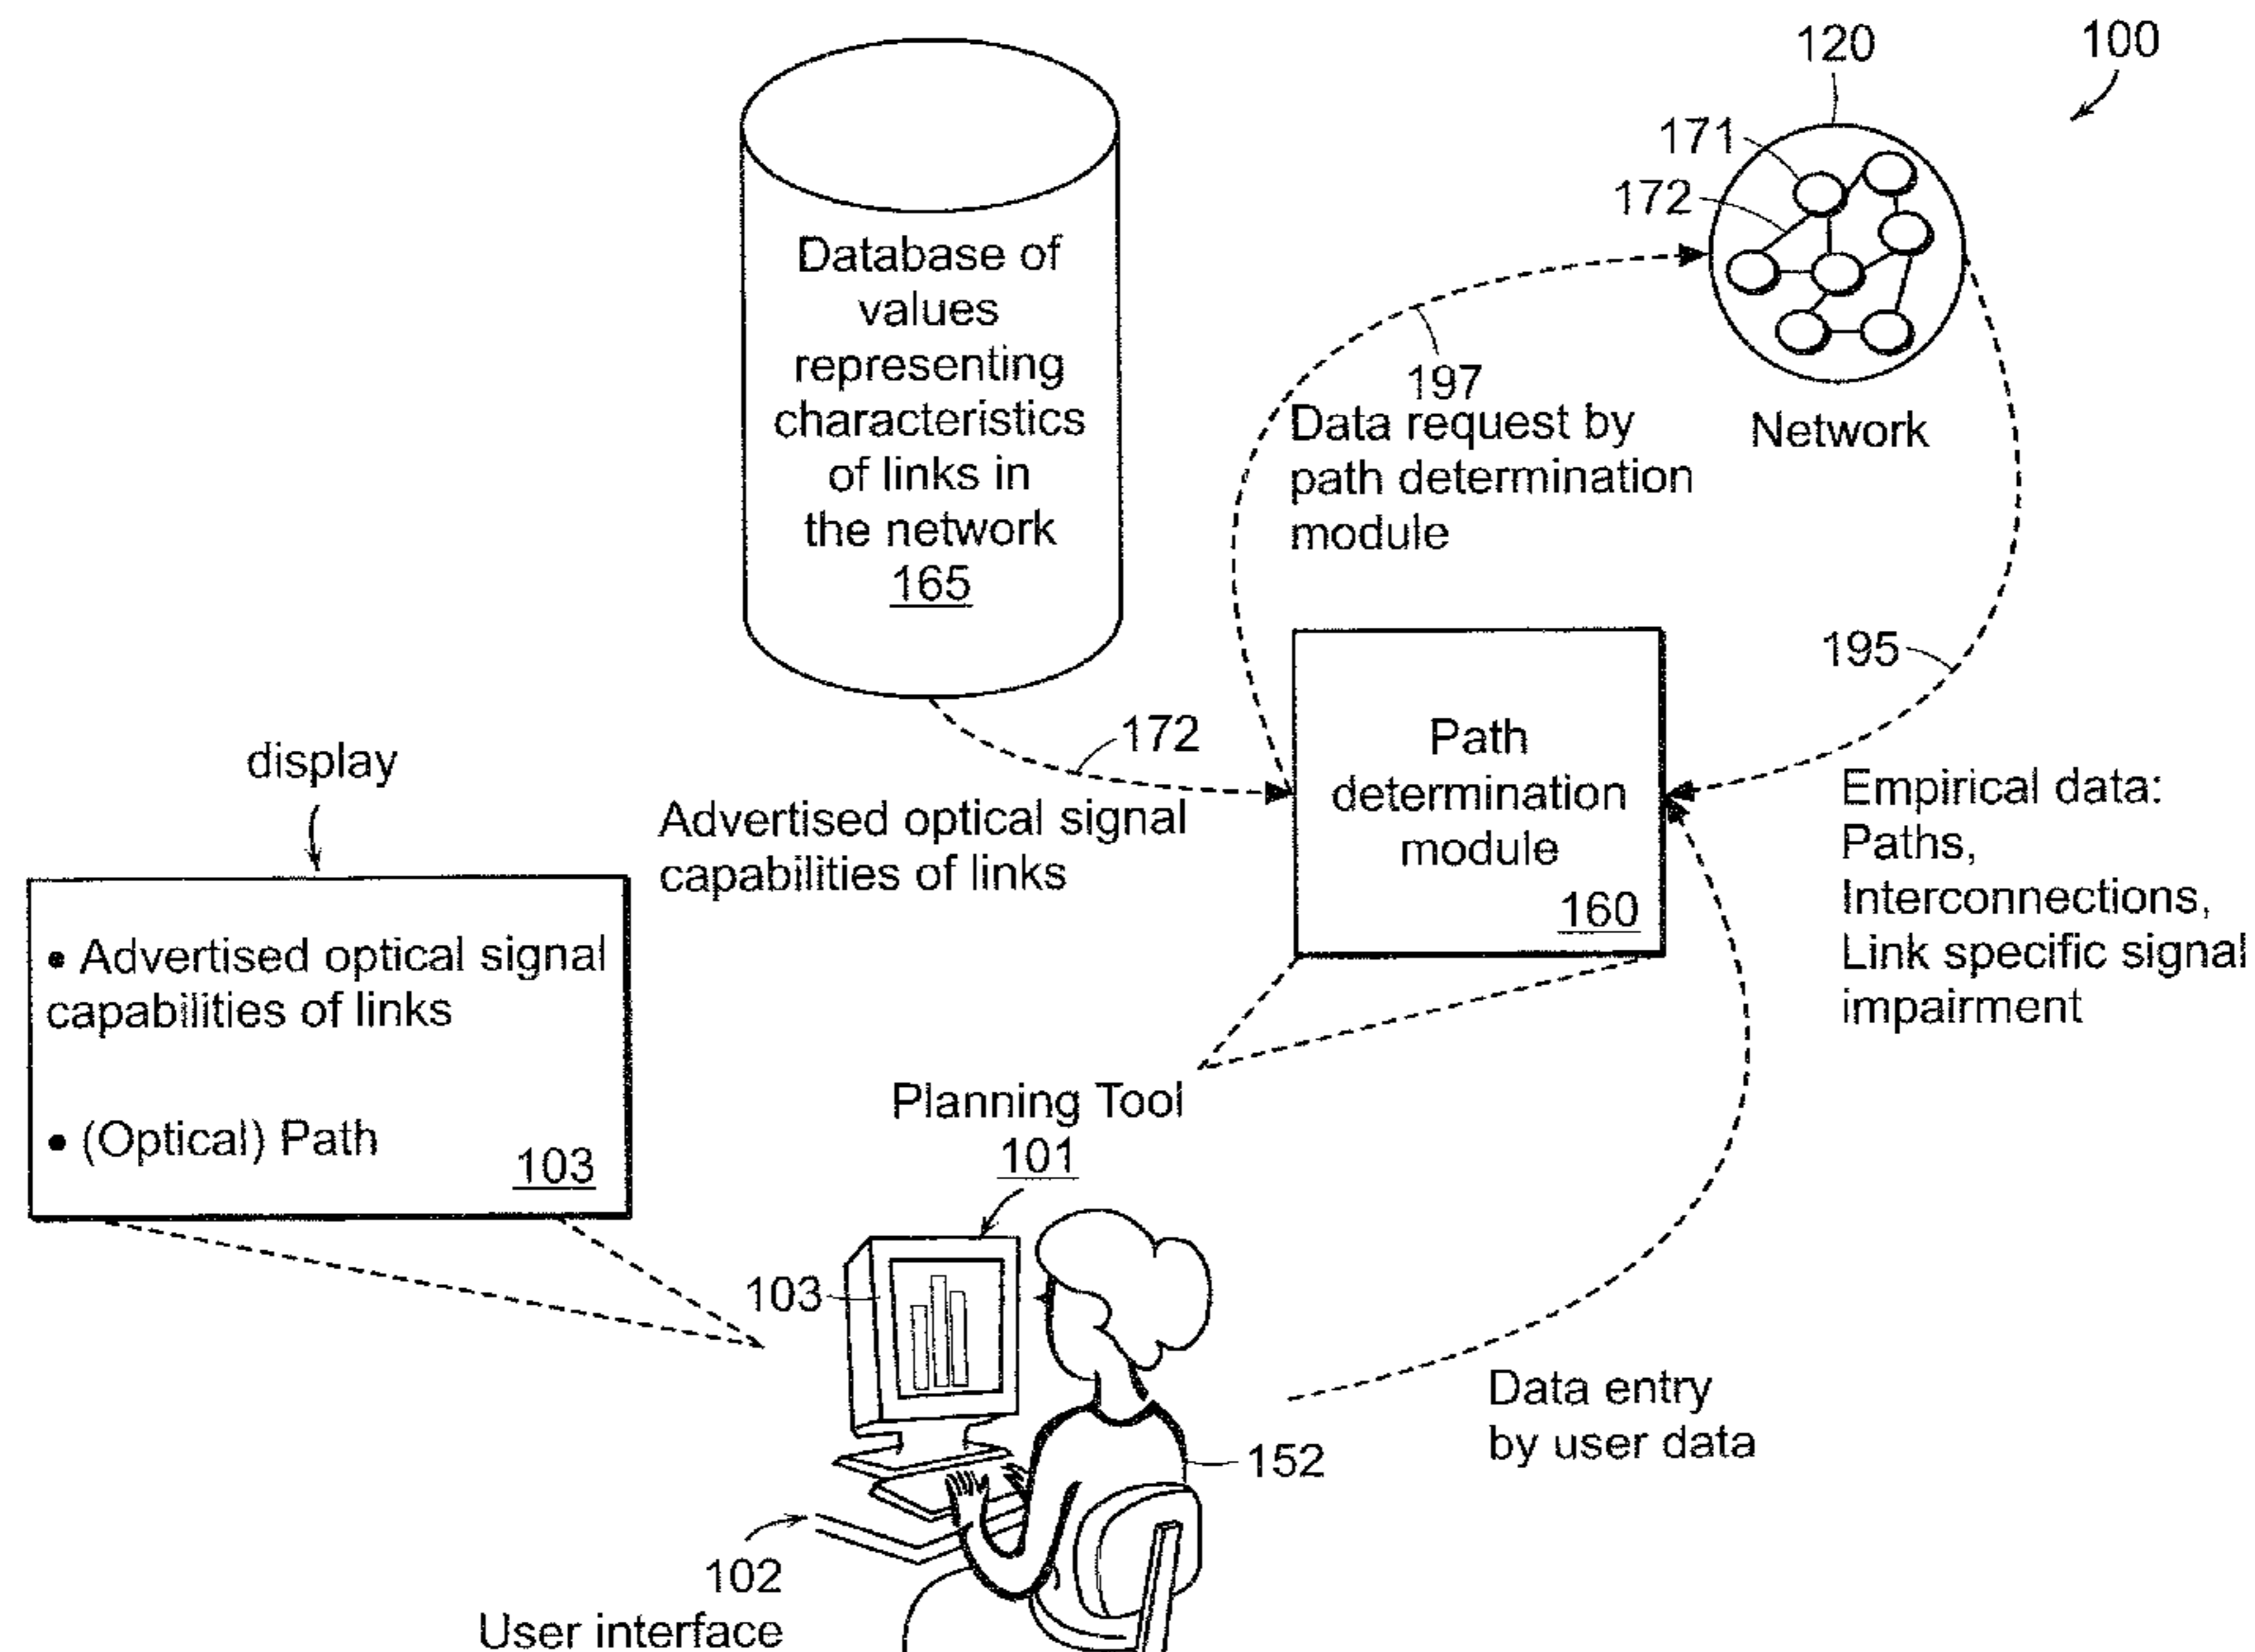 120
100
171
172
Database of
values
representing
characteristics
of links in
the network
165
197
Data request by
path determination
module
Network
195
172
Path
determination
module
160
display
Advertised optical signal
capabilities of links
Empirical data:
Paths,
Interconnections,
Link specific signal
impairment
• Advertised optical signal
capabilities of links
• (Optical) Path
103
Planning Tool
101
103
Data entry
by user data
152
102
User interface